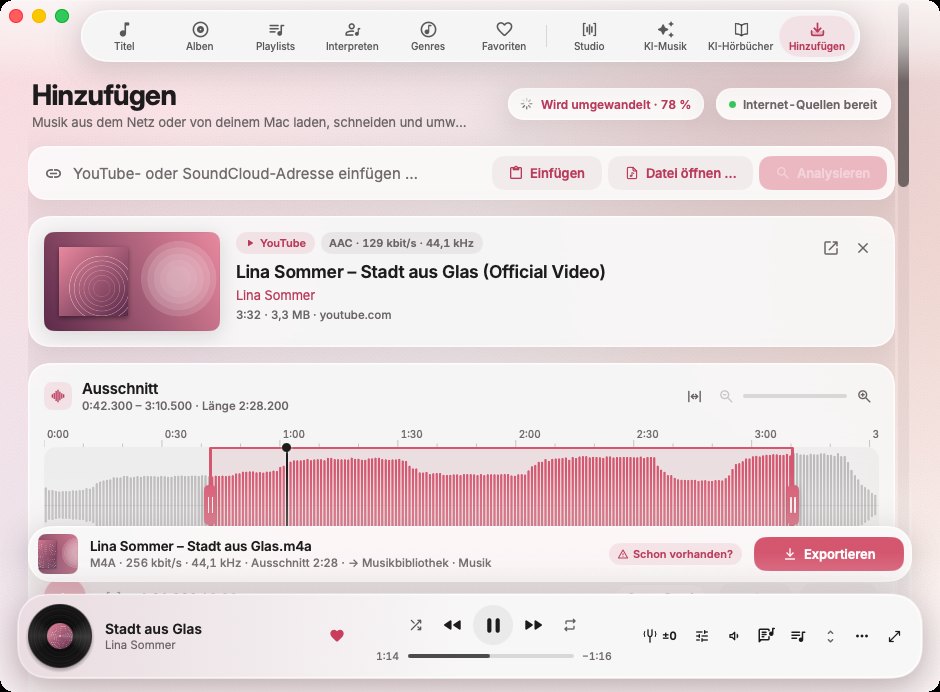 Titel
Alben
Playlists
Interpreten
Genres
Favoriten
Studio
KI-Musik
KI-Hörbücher
Hinzufügen
Hinzufügen
Musik aus dem Netz oder von deinem Mac laden, schneiden und umw...
Wird umgewandelt · 78 %
Internet-Quellen bereit
YouTube- oder SoundCloud-Adresse einfügen ...
Einfügen
Datei öffnen ...
Analysieren
YouTube
AAC · 129 kbit/s · 44,1 kHz
Lina Sommer – Stadt aus Glas (Official Video)
Lina Sommer
3:32 · 3,3 MB · youtube.com
Ausschnitt
0:42.300 – 3:10.500 · Länge 2:28.200
0:00 0:30 1:00 1:30 2:00 2:30 3:00 3
Lina Sommer – Stadt aus Glas.m4a
M4A · 256 kbit/s · 44,1 kHz · Ausschnitt 2:28 · → Musikbibliothek · Musik
Schon vorhanden?
Exportieren
Stadt aus Glas
Lina Sommer
1:14
−1:16
±0